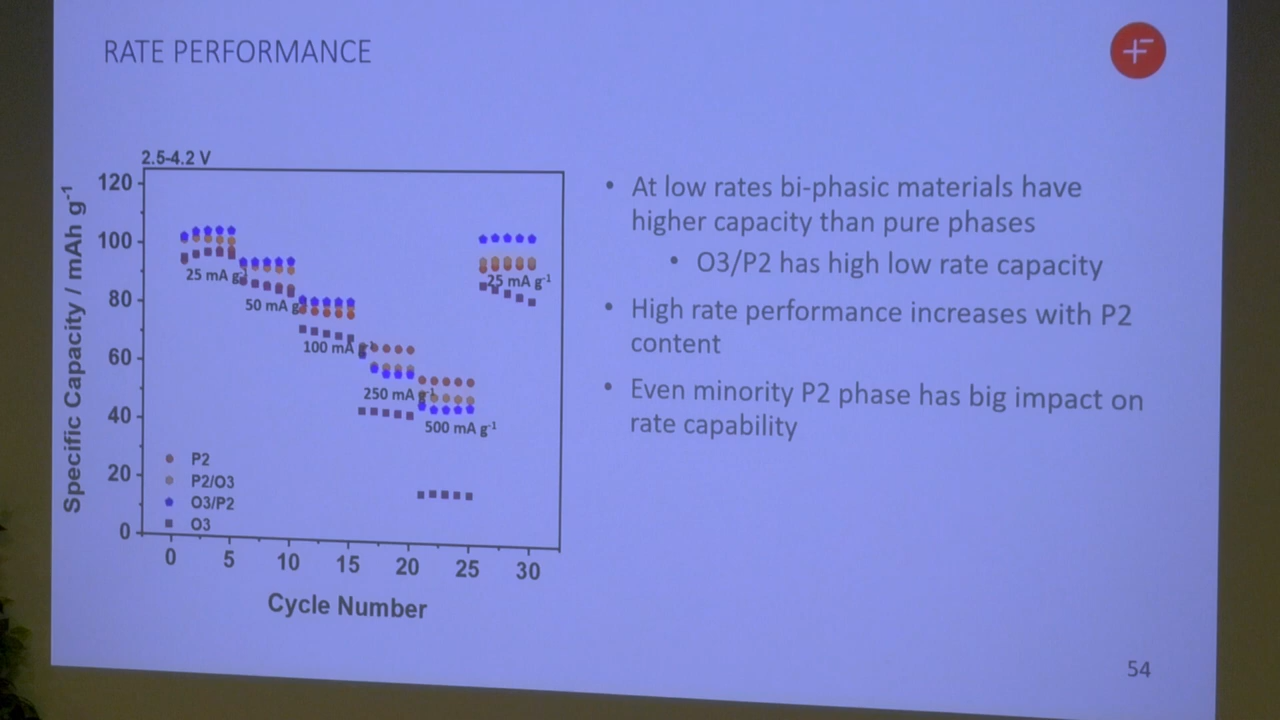 RATE PERFORMANCE
2.5-4.2 V
120
100
80
60
40
20
0
Specific Capacity / mAh g⁻¹
25 mA g⁻¹
50 mA g
100 mA g⁻¹
250 mA g⁻¹
500 mA g⁻¹
25 mA g⁻¹
P2
P2/O3
O3/P2
O3
0 5 10 15 20 25 30
Cycle Number
• At low rates bi-phasic materials have
higher capacity than pure phases
• O3/P2 has high low rate capacity
• High rate performance increases with P2
content
• Even minority P2 phase has big impact on
rate capability
54